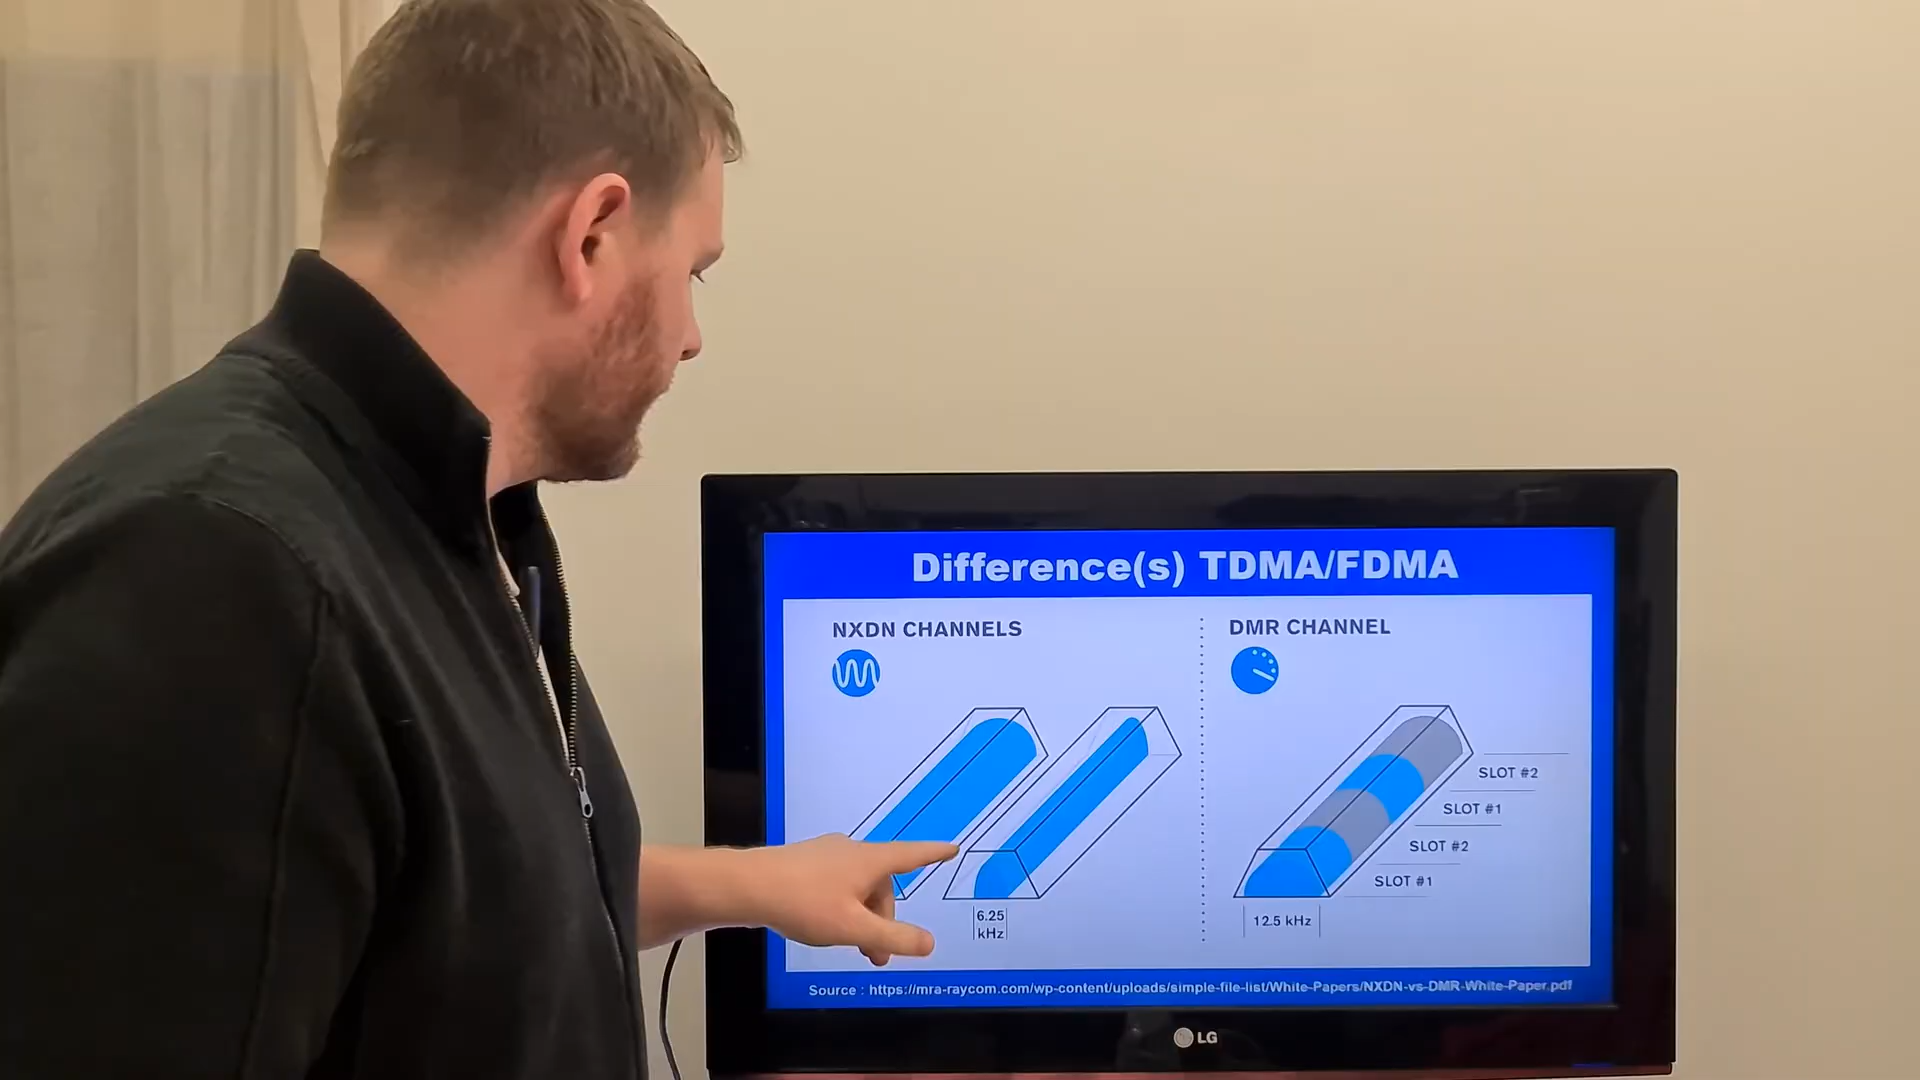 Difference(s) TDMA/FDMA
NXDN CHANNELS
DMR CHANNEL
SLOT #2
SLOT #1
SLOT #2
SLOT #1
6.25
kHz
12.5 kHz
Source : https://mra-raycom.com/wp-content/uploads/simple-file-list/White-Papers/NXDN-vs-DMR-White-Paper.pdf
LG